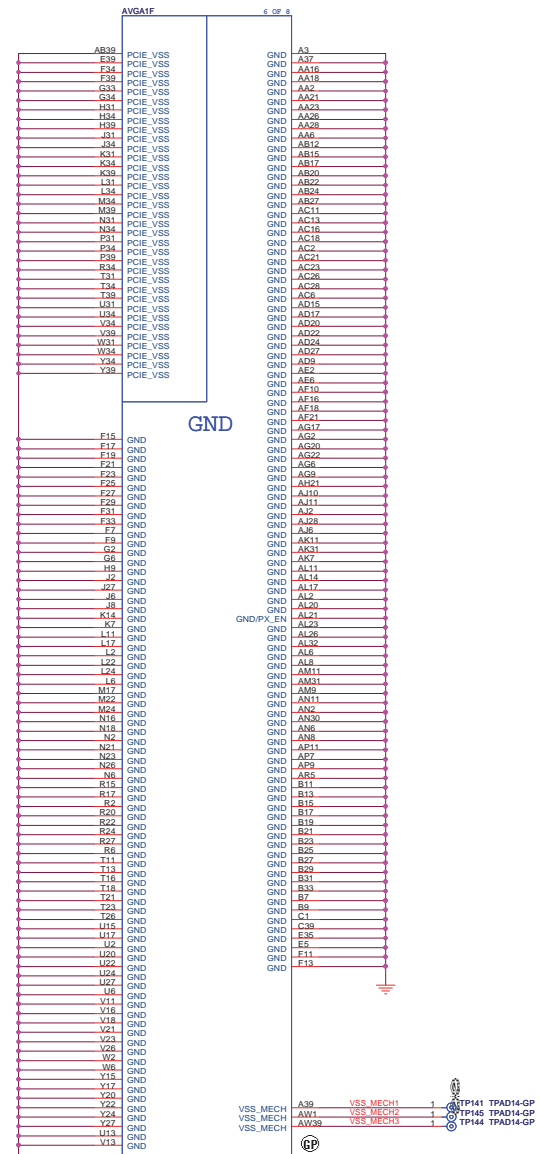 AVGA1F 6 OF 8
AB39 PCIE_VSS GND A3
E39 PCIE_VSS GND A37
F34 PCIE_VSS GND AA16
F39 PCIE_VSS GND AA18
G33 PCIE_VSS GND AA2
G34 PCIE_VSS GND AA21
H31 PCIE_VSS GND AA23
H34 PCIE_VSS GND AA26
H39 PCIE_VSS GND AA28
J31 PCIE_VSS GND AA6
J34 PCIE_VSS GND AB12
K31 PCIE_VSS GND AB15
K34 PCIE_VSS GND AB17
K39 PCIE_VSS GND AB20
L31 PCIE_VSS GND AB22
L34 PCIE_VSS GND AB24
M34 PCIE_VSS GND AB27
M39 PCIE_VSS GND AC11
N31 PCIE_VSS GND AC13
N34 PCIE_VSS GND AC16
P31 PCIE_VSS GND AC18
P34 PCIE_VSS GND AC2
P39 PCIE_VSS GND AC21
R34 PCIE_VSS GND AC23
T31 PCIE_VSS GND AC26
T34 PCIE_VSS GND AC28
T39 PCIE_VSS GND AC6
U31 PCIE_VSS GND AD15
U34 PCIE_VSS GND AD17
V34 PCIE_VSS GND AD20
V39 PCIE_VSS GND AD22
W31 PCIE_VSS GND AD24
W34 PCIE_VSS GND AD27
Y34 PCIE_VSS GND AD9
Y39 PCIE_VSS GND AE2
GND AE6
GND AF10
GND AF16
GND AF18
GND AF21
GND
GND AG17
F15 GND GND AG2
F17 GND GND AG20
F19 GND GND AG22
F21 GND GND AG6
F23 GND GND AG9
F25 GND GND AH21
F27 GND GND AJ10
F29 GND GND AJ11
F31 GND GND AJ2
F33 GND GND AJ28
F7 GND GND AJ6
F9 GND GND AK11
G2 GND GND AK31
G6 GND GND AK7
H9 GND GND AL11
J2 GND GND AL14
J27 GND GND AL17
J6 GND GND AL2
J8 GND GND AL20
K14 GND GND/PX_EN AL21
K7 GND GND AL23
L11 GND GND AL26
L17 GND GND AL32
L2 GND GND AL6
L22 GND GND AL8
L24 GND GND AM11
L6 GND GND AM31
M17 GND GND AM9
M22 GND GND AN11
M24 GND GND AN2
N16 GND GND AN30
N18 GND GND AN6
N2 GND GND AN8
N21 GND GND AP11
N23 GND GND AP7
N26 GND GND AP9
N6 GND GND AR5
R15 GND GND B11
R17 GND GND B13
R2 GND GND B15
R20 GND GND B17
R22 GND GND B19
R24 GND GND B21
R27 GND GND B23
R6 GND GND B25
T11 GND GND B27
T13 GND GND B29
T16 GND GND B31
T18 GND GND B33
T21 GND GND B7
T23 GND GND B9
T26 GND GND C1
U15 GND GND C39
U17 GND GND E35
U2 GND GND E5
U20 GND GND F11
U22 GND GND F13
U24 GND
U27 GND
U6 GND
V11 GND
V16 GND
V18 GND
V21 GND
V23 GND
V26 GND
W2 GND
W6 GND
Y15 GND
Y17 GND
Y20 GND
Y22 GND VSS_MECH A39 VSS_MECH1 1 TP141 TPAD14-GP
Y24 GND VSS_MECH AW1 VSS_MECH2 1 TP145 TPAD14-GP
Y27 GND VSS_MECH AW39 VSS_MECH3 1 TP144 TPAD14-GP
U13 GND
V13 GND
GP